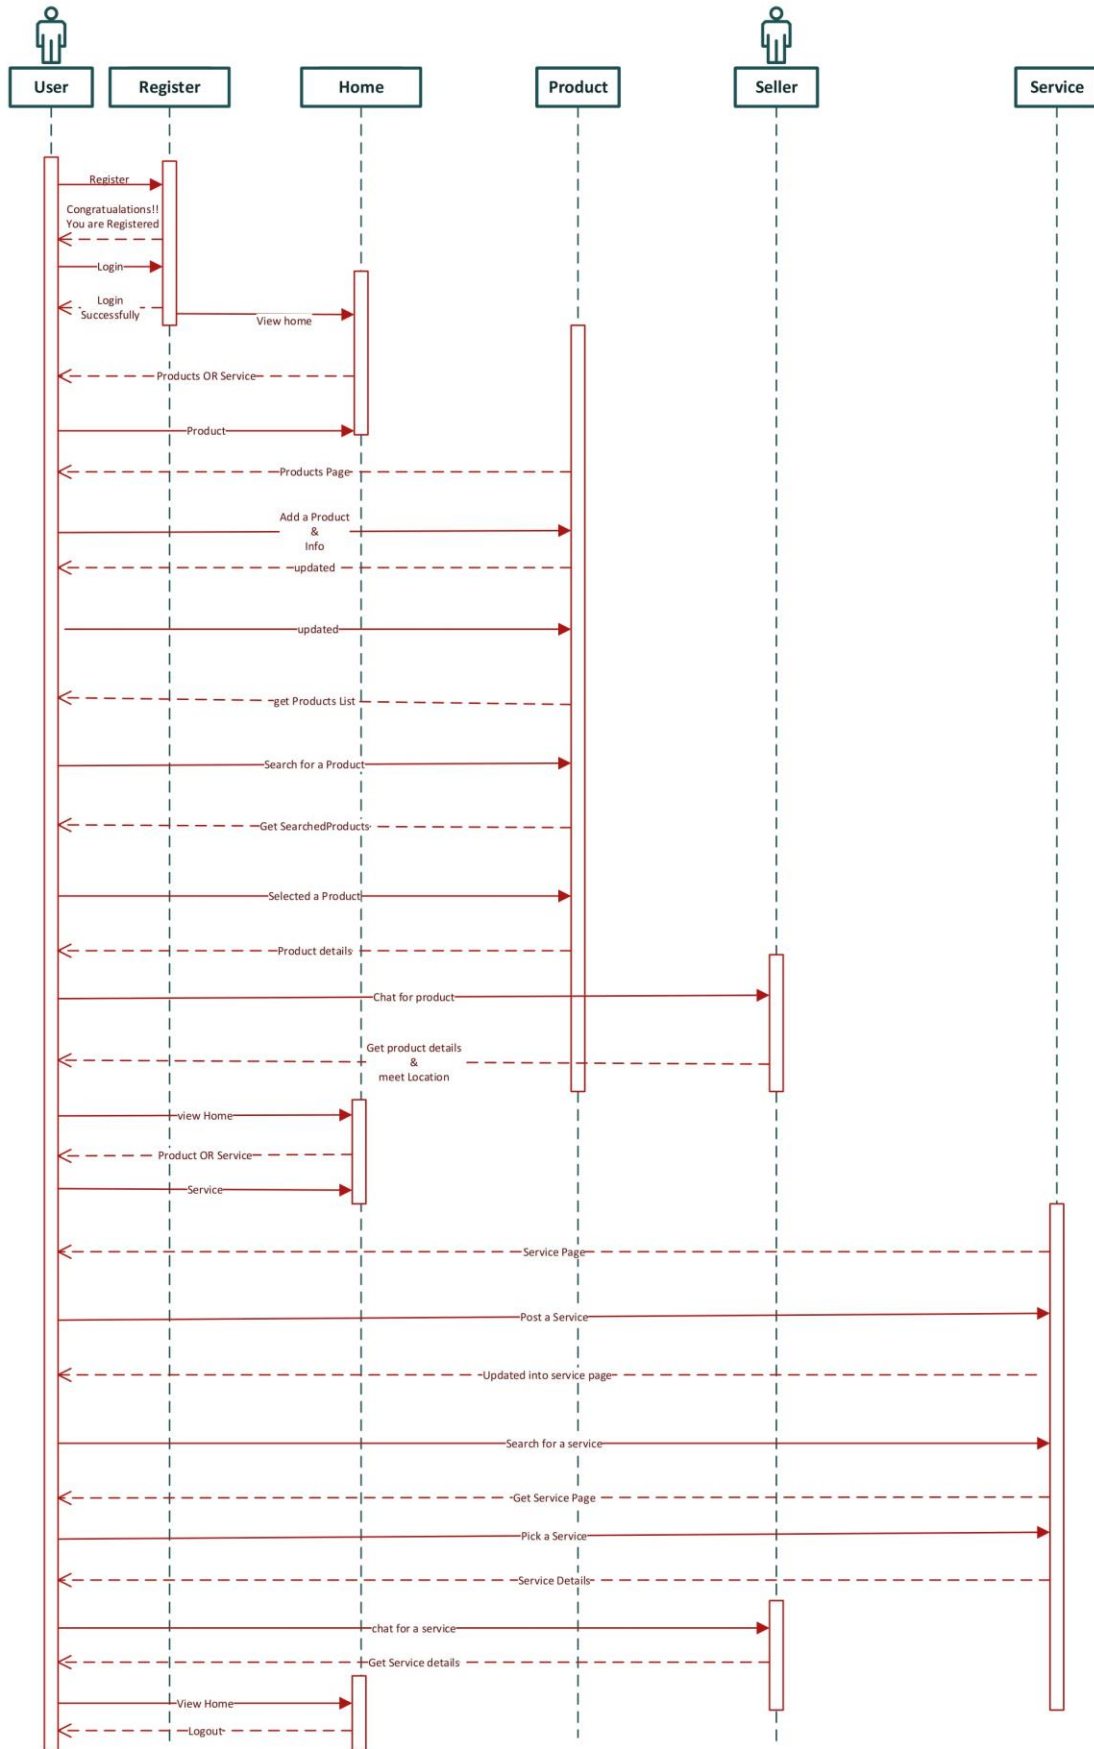 User
Register
Home
Product
Seller
Service
Register
Congratualations!!
You are Registered
Login
Login
Successfully
View home
Products OR Service
Product
Products Page
Add a Product
&
Info
updated
updated
get Products List
Search for a Product
Get SearchedProducts
Selected a Product
Product details
Chat for product
Get product details
&
meet Location
view Home
Product OR Service
Service
Service Page
Post a Service
Updated into service page
Search for a service
Get Service Page
Pick a Service
Service Details
chat for a service
Get Service details
View Home
Logout